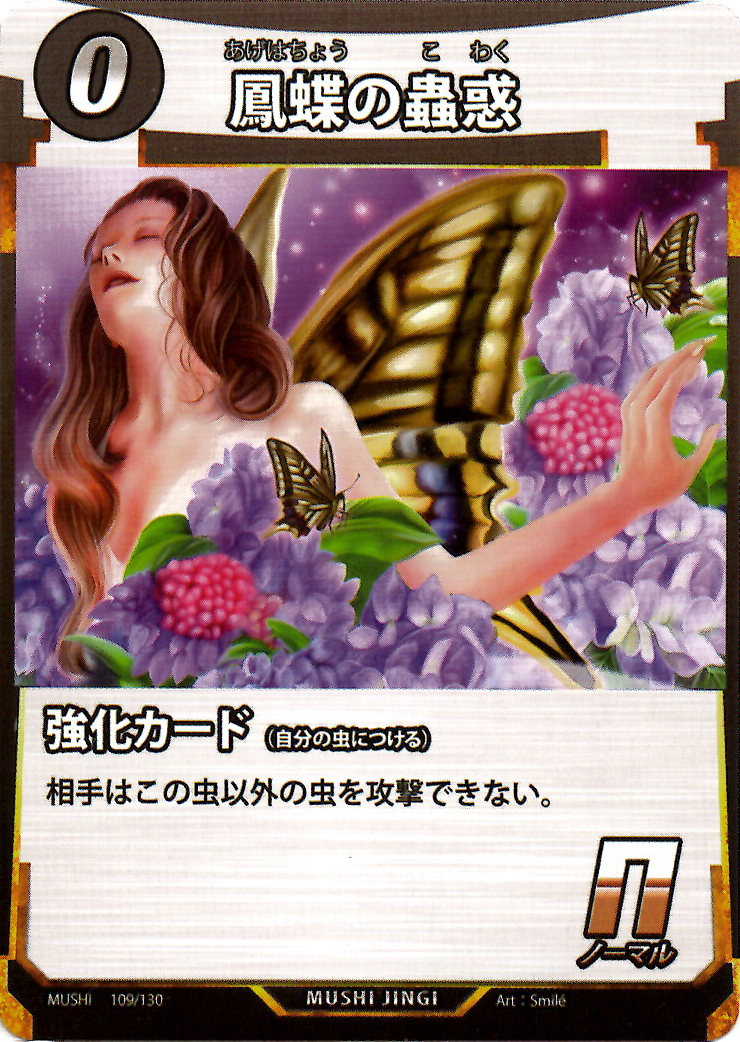 0
あげはちょう こ わく
鳳蝶の蠱惑
強化カード (自分の虫につける)
相手はこの虫以外の虫を攻撃できない。
n
ノーマル
MUSHI 109/130
MUSHI JINGI
Art : Smilé